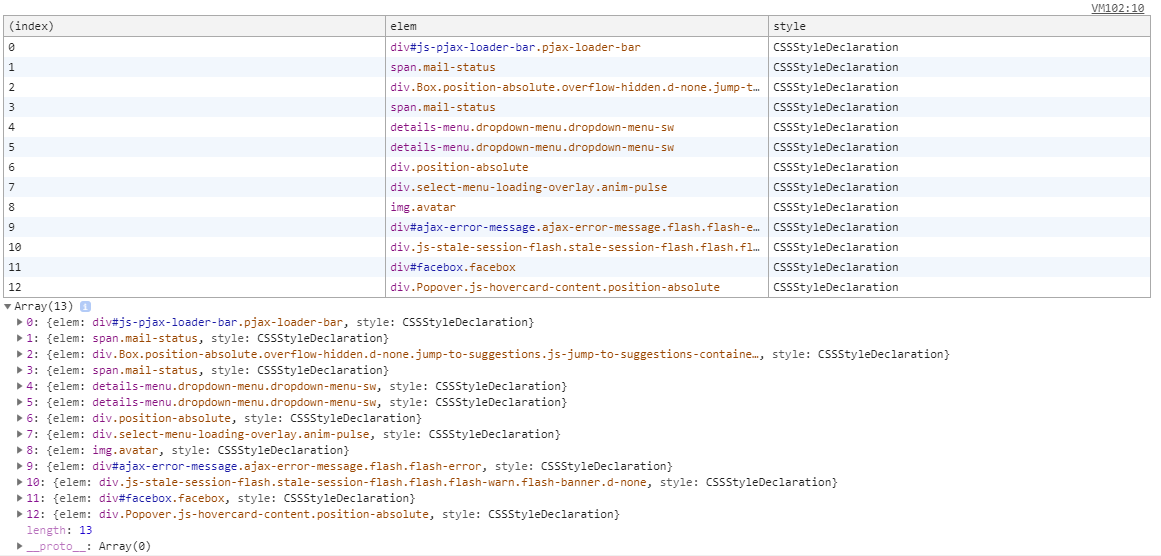 VM102:10
(index) elem style
0 div#js-pjax-loader-bar.pjax-loader-bar CSSStyleDeclaration
1 span.mail-status CSSStyleDeclaration
2 div.Box.position-absolute.overflow-hidden.d-none.jump-t… CSSStyleDeclaration
3 span.mail-status CSSStyleDeclaration
4 details-menu.dropdown-menu.dropdown-menu-sw CSSStyleDeclaration
5 details-menu.dropdown-menu.dropdown-menu-sw CSSStyleDeclaration
6 div.position-absolute CSSStyleDeclaration
7 div.select-menu-loading-overlay.anim-pulse CSSStyleDeclaration
8 img.avatar CSSStyleDeclaration
9 div#ajax-error-message.ajax-error-message.flash.flash-e… CSSStyleDeclaration
10 div.js-stale-session-flash.stale-session-flash.flash.fl… CSSStyleDeclaration
11 div#facebox.facebox CSSStyleDeclaration
12 div.Popover.js-hovercard-content.position-absolute CSSStyleDeclaration
▼Array(13) i
▶0: {elem: div#js-pjax-loader-bar.pjax-loader-bar, style: CSSStyleDeclaration}
▶1: {elem: span.mail-status, style: CSSStyleDeclaration}
▶2: {elem: div.Box.position-absolute.overflow-hidden.d-none.jump-to-suggestions.js-jump-to-suggestions-containe…, style: CSSStyleDeclaration}
▶3: {elem: span.mail-status, style: CSSStyleDeclaration}
▶4: {elem: details-menu.dropdown-menu.dropdown-menu-sw, style: CSSStyleDeclaration}
▶5: {elem: details-menu.dropdown-menu.dropdown-menu-sw, style: CSSStyleDeclaration}
▶6: {elem: div.position-absolute, style: CSSStyleDeclaration}
▶7: {elem: div.select-menu-loading-overlay.anim-pulse, style: CSSStyleDeclaration}
▶8: {elem: img.avatar, style: CSSStyleDeclaration}
▶9: {elem: div#ajax-error-message.ajax-error-message.flash.flash-error, style: CSSStyleDeclaration}
▶10: {elem: div.js-stale-session-flash.stale-session-flash.flash.flash-warn.flash-banner.d-none, style: CSSStyleDeclaration}
▶11: {elem: div#facebox.facebox, style: CSSStyleDeclaration}
▶12: {elem: div.Popover.js-hovercard-content.position-absolute, style: CSSStyleDeclaration}
length: 13
▶__proto__: Array(0)